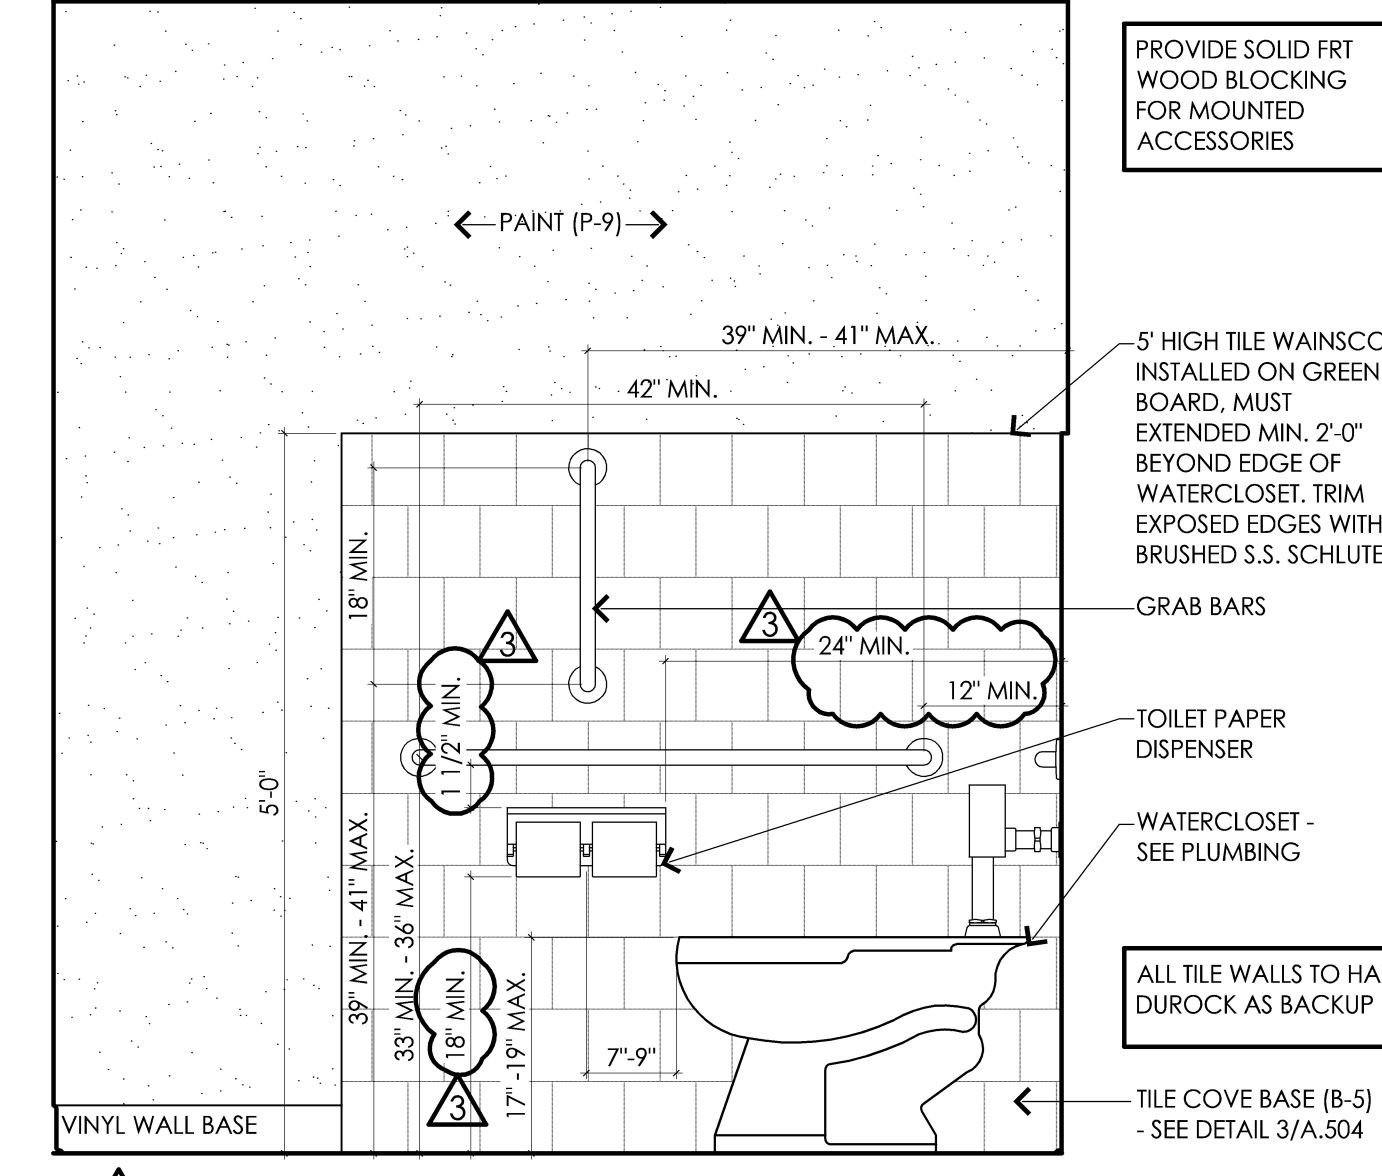 PROVIDE SOLID FRT
WOOD BLOCKING
FOR MOUNTED
ACCESSORIES
PAINT (P-9)
39" MIN. - 41" MAX.
42" MIN.
5' HIGH TILE WAINSCO
INSTALLED ON GREEN
BOARD, MUST
EXTENDED MIN. 2'-0"
BEYOND EDGE OF
WATERCLOSET. TRIM
EXPOSED EDGES WITH
BRUSHED S.S. SCHLUTE
18" MIN.
GRAB BARS
3
3
24" MIN.
12" MIN.
1 1/2" MIN.
TOILET PAPER
DISPENSER
5'-0"
WATERCLOSET -
SEE PLUMBING
39" MIN. - 41" MAX.
33" MIN. - 36" MAX.
18" MIN.
17" -19" MAX.
7"-9"
ALL TILE WALLS TO HA
DUROCK AS BACKUP
3
TILE COVE BASE (B-5)
- SEE DETAIL 3/A.504
VINYL WALL BASE